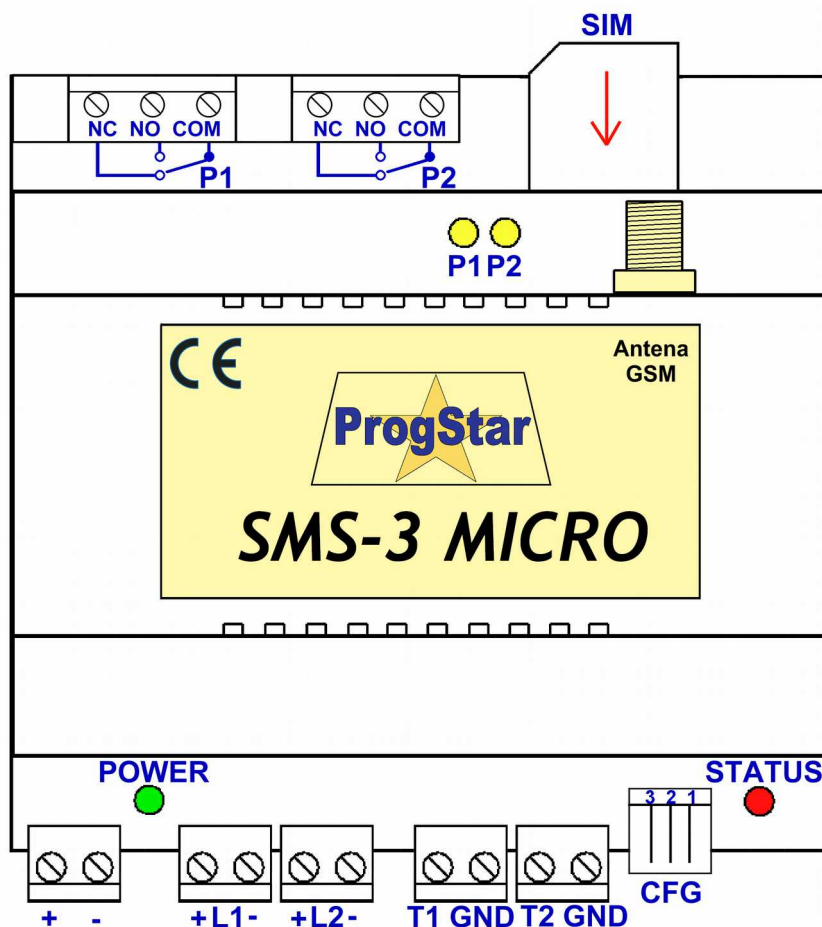 SIM
NC NO COM
P1
NC NO COM
P2
P1 P2
CE
Antena
GSM
ProgStar
SMS-3 MICRO
POWER
STATUS
3 2 1
CFG
+ -
+L1-
+L2-
T1 GND
T2 GND